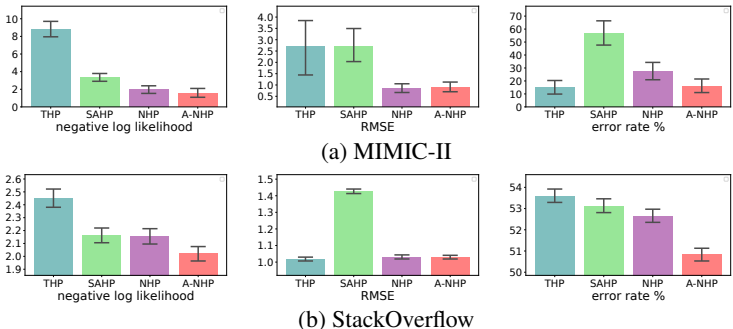 10
8
6
4
2
0
THP SAHP NHP A-NHP
negative log likelihood
4.0
3.5
3.0
2.5
2.0
1.5
1.0
0.5
THP SAHP NHP A-NHP
RMSE
70
60
50
40
30
20
10
0
THP SAHP NHP A-NHP
error rate %
(a) MIMIC-II
2.6
2.5
2.4
2.3
2.2
2.1
2.0
1.9
THP SAHP NHP A-NHP
negative log likelihood
1.5
1.4
1.3
1.2
1.1
1.0
THP SAHP NHP A-NHP
RMSE
54
53
52
51
50
THP SAHP NHP A-NHP
error rate %
(b) StackOverflow